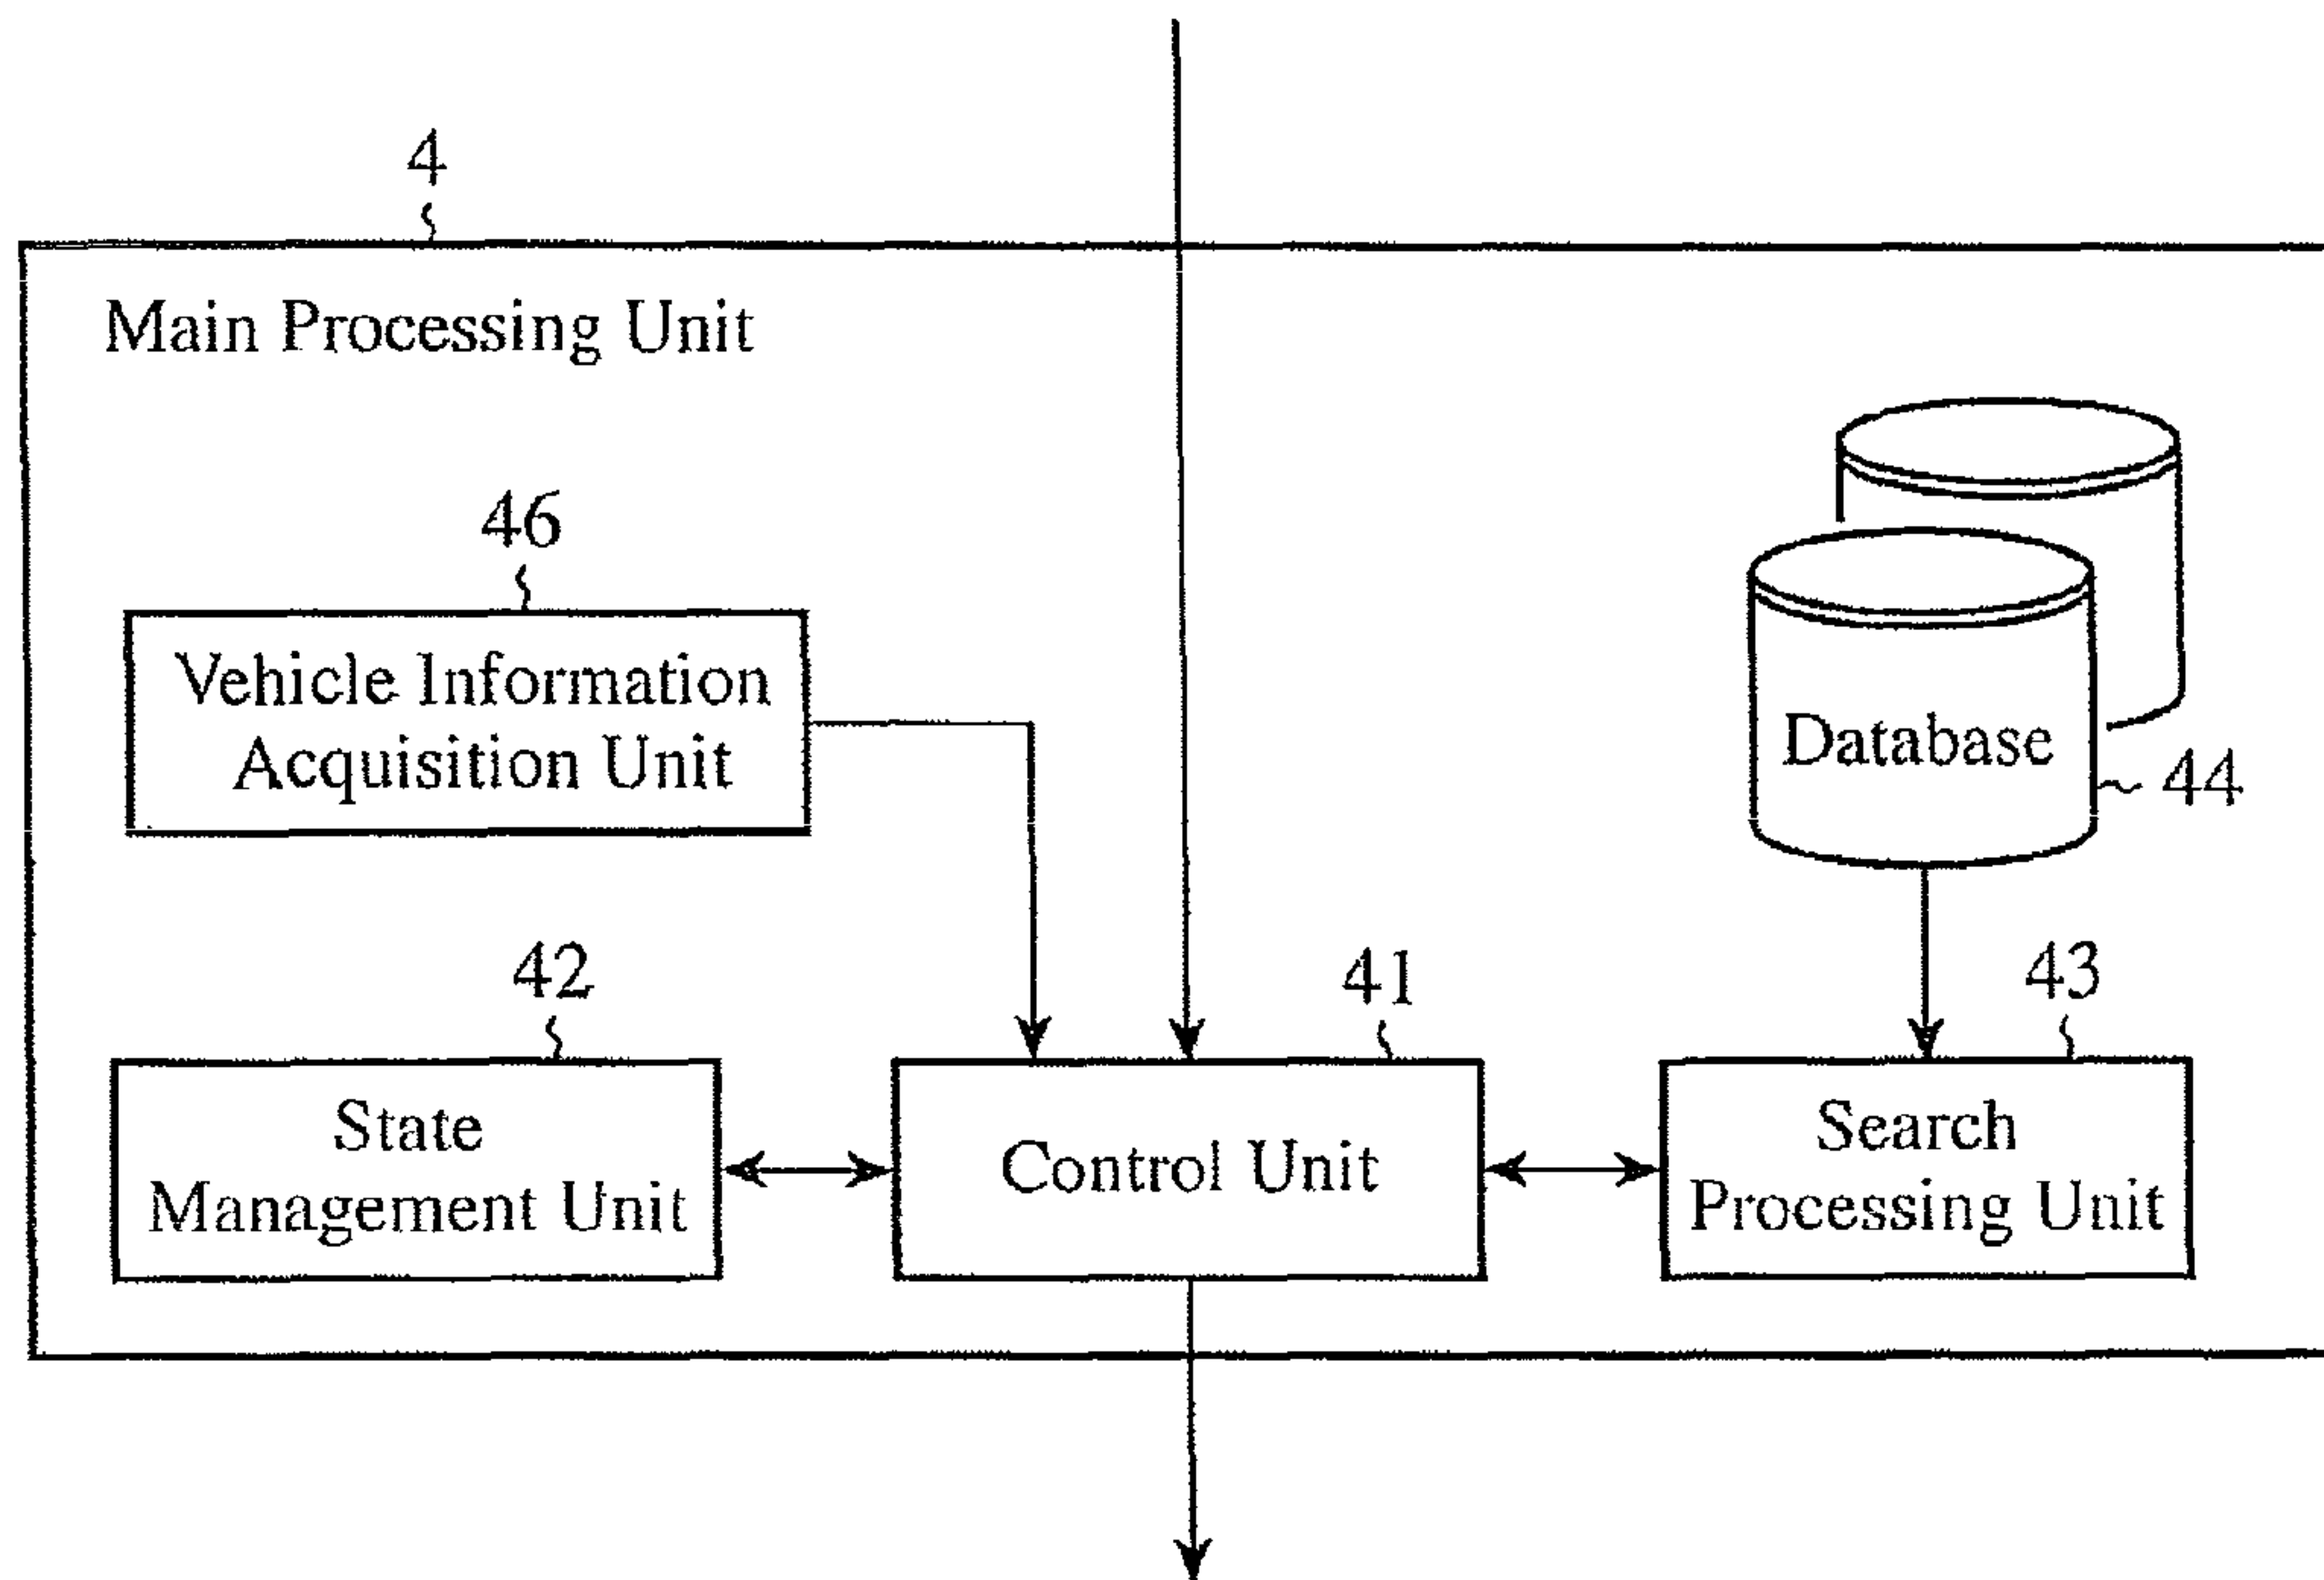 4
Main Processing Unit
46
Vehicle Information
Acquisition Unit
Database
44
42
State
Management Unit
41
Control Unit
43
Search
Processing Unit